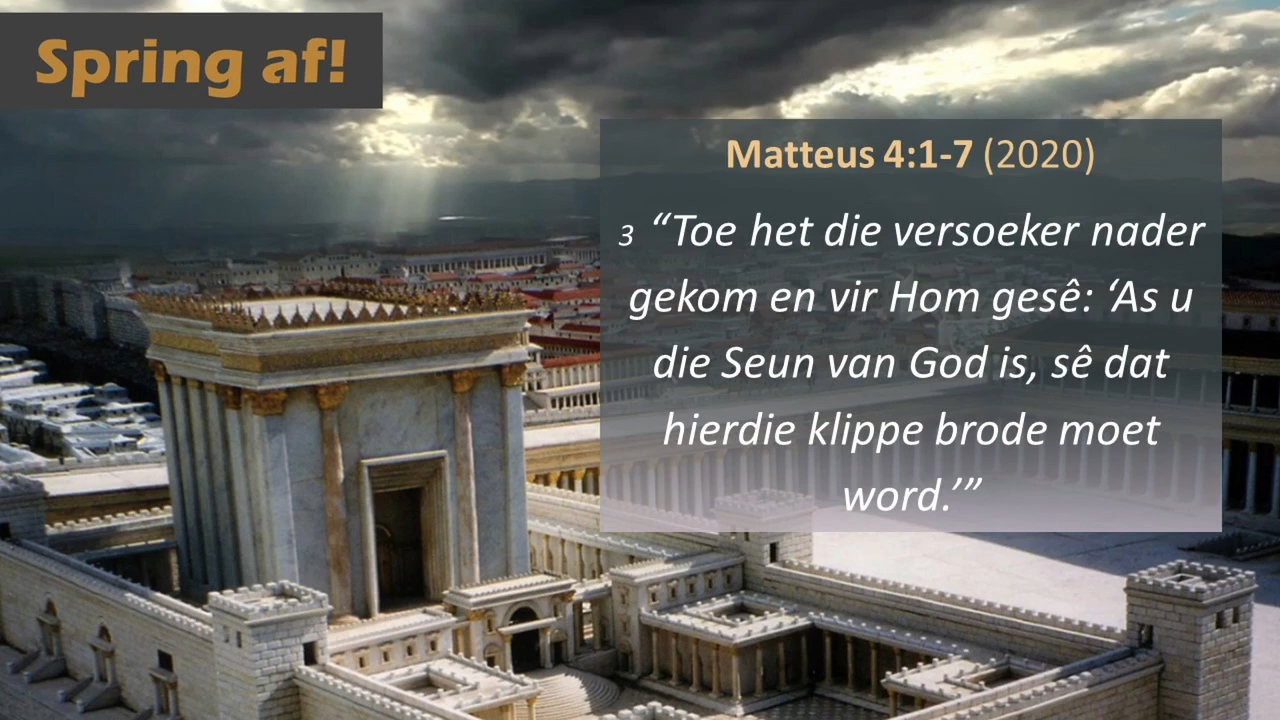 Spring af!
Matteus 4:1-7 (2020)
3 “Toe het die versoeker nader
gekom en vir Hom gesê: ‘As u
die Seun van God is, sê dat
hierdie klippe brode moet
word.’”